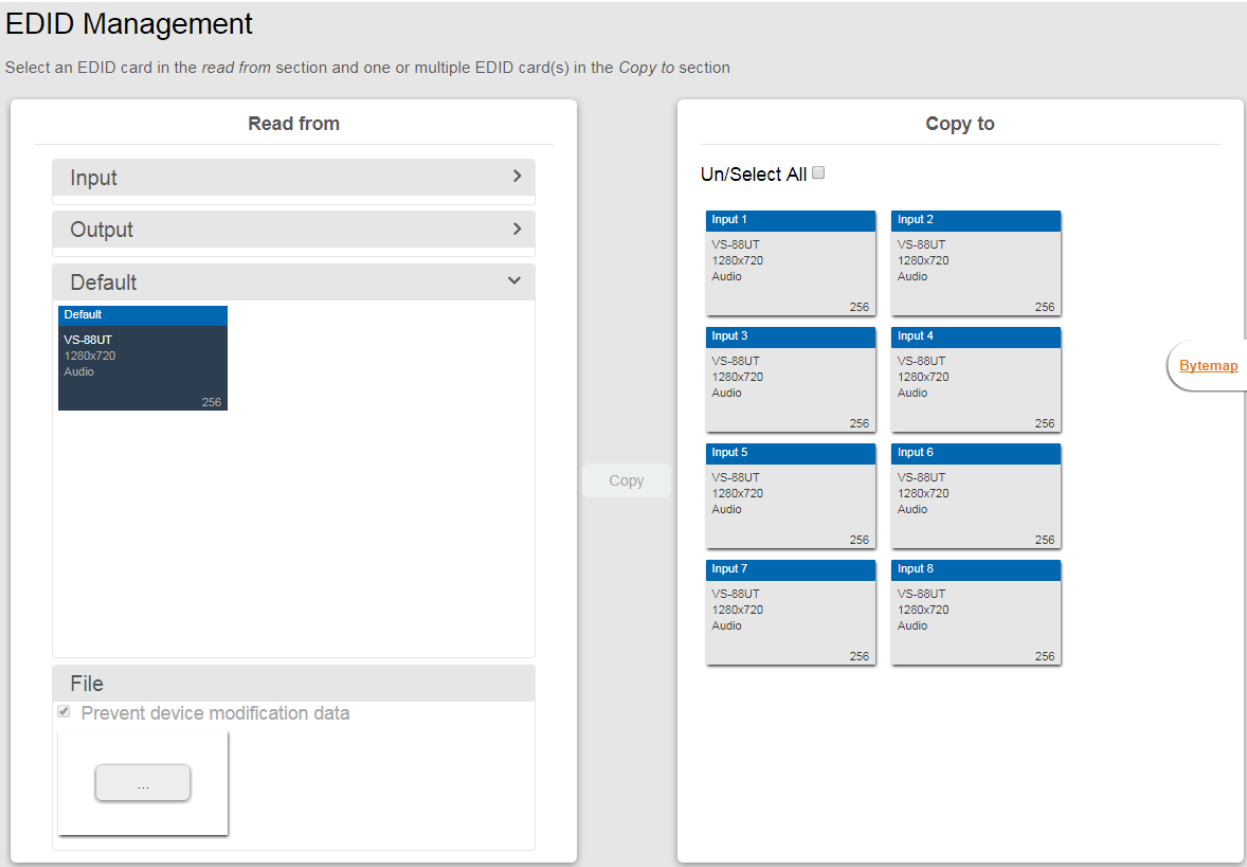 EDID Management
Select an EDID card in the read from section and one or multiple EDID card(s) in the Copy to section
Read from
Input
Output
Default
Default
VS-88UT
1280x720
Audio
256
File
Prevent device modification data
...
Copy
Copy to
Un/Select All
Input 1
VS-88UT
1280x720
Audio
256
Input 2
VS-88UT
1280x720
Audio
256
Input 3
VS-88UT
1280x720
Audio
256
Input 4
VS-88UT
1280x720
Audio
256
Input 5
VS-88UT
1280x720
Audio
256
Input 6
VS-88UT
1280x720
Audio
256
Input 7
VS-88UT
1280x720
Audio
256
Input 8
VS-88UT
1280x720
Audio
256
Bytemap